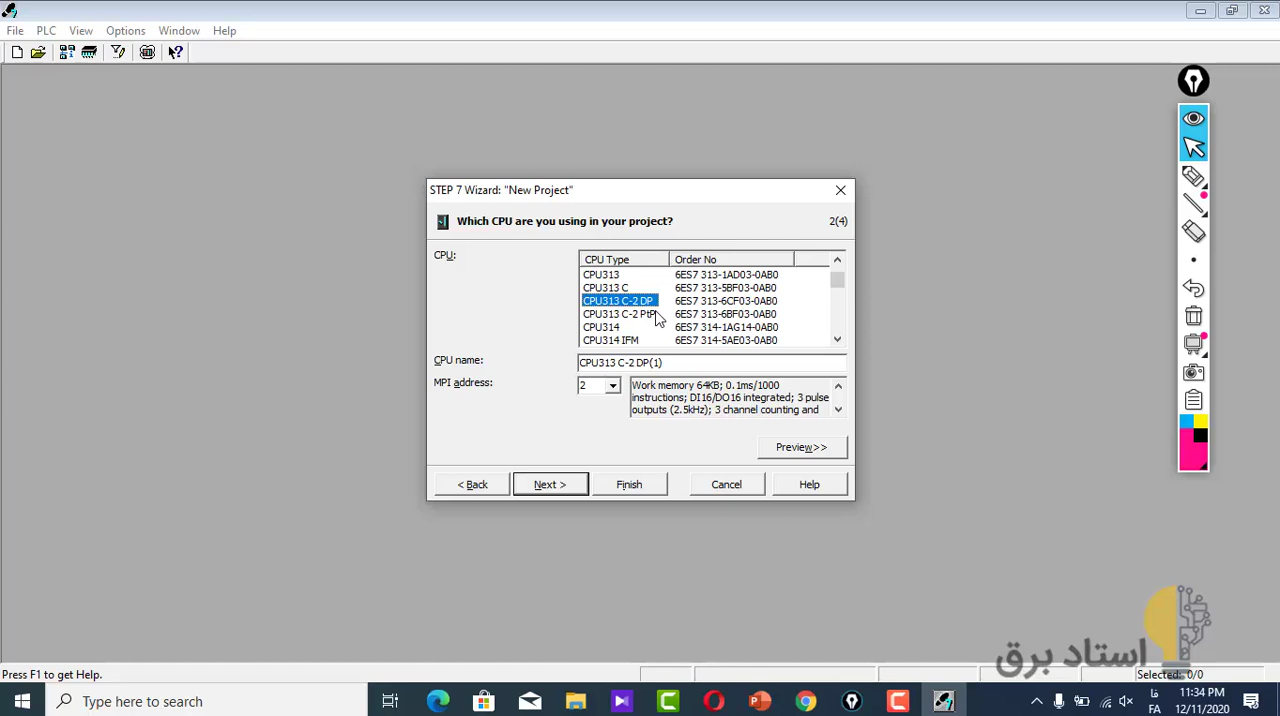 File PLC View Options Window Help
STEP 7 Wizard: "New Project"
Which CPU are you using in your project? 2(4)
CPU:
CPU Type Order No
CPU313 6ES7 313-1AD03-0AB0
CPU313 C 6ES7 313-5BF03-0AB0
CPU313 C-2 DP 6ES7 313-6CF03-0AB0
CPU313 C-2 PtP 6ES7 313-6BF03-0AB0
CPU314 6ES7 314-1AG14-0AB0
CPU314 IFM 6ES7 314-5AE03-0AB0
CPU name: CPU313 C-2 DP(1)
MPI address: 2
Work memory 64KB; 0.1ms/1000
instructions; DI16/DO16 integrated; 3 pulse
outputs (2.5kHz); 3 channel counting and
Preview>>
< Back Next > Finish Cancel Help
استاد برق
Press F1 to get Help. Selected: 0/0
Type here to search
فا 11:34 PM
FA 12/11/2020